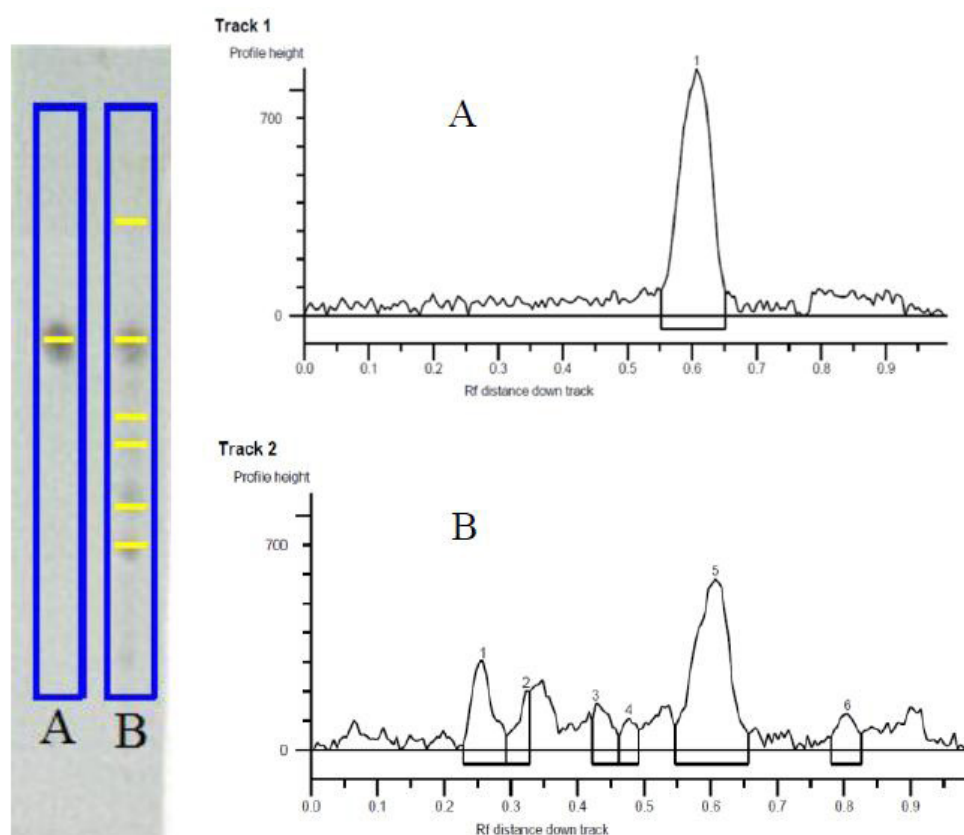 A B
Track 1
Profile height
A
1
700
0
0.0 0.1 0.2 0.3 0.4 0.5 0.6 0.7 0.8 0.9
Rf distance down track
Track 2
Profile height
B
700
1 2 3 4 5 6
0
0.0 0.1 0.2 0.3 0.4 0.5 0.6 0.7 0.8 0.9
Rf distance down track